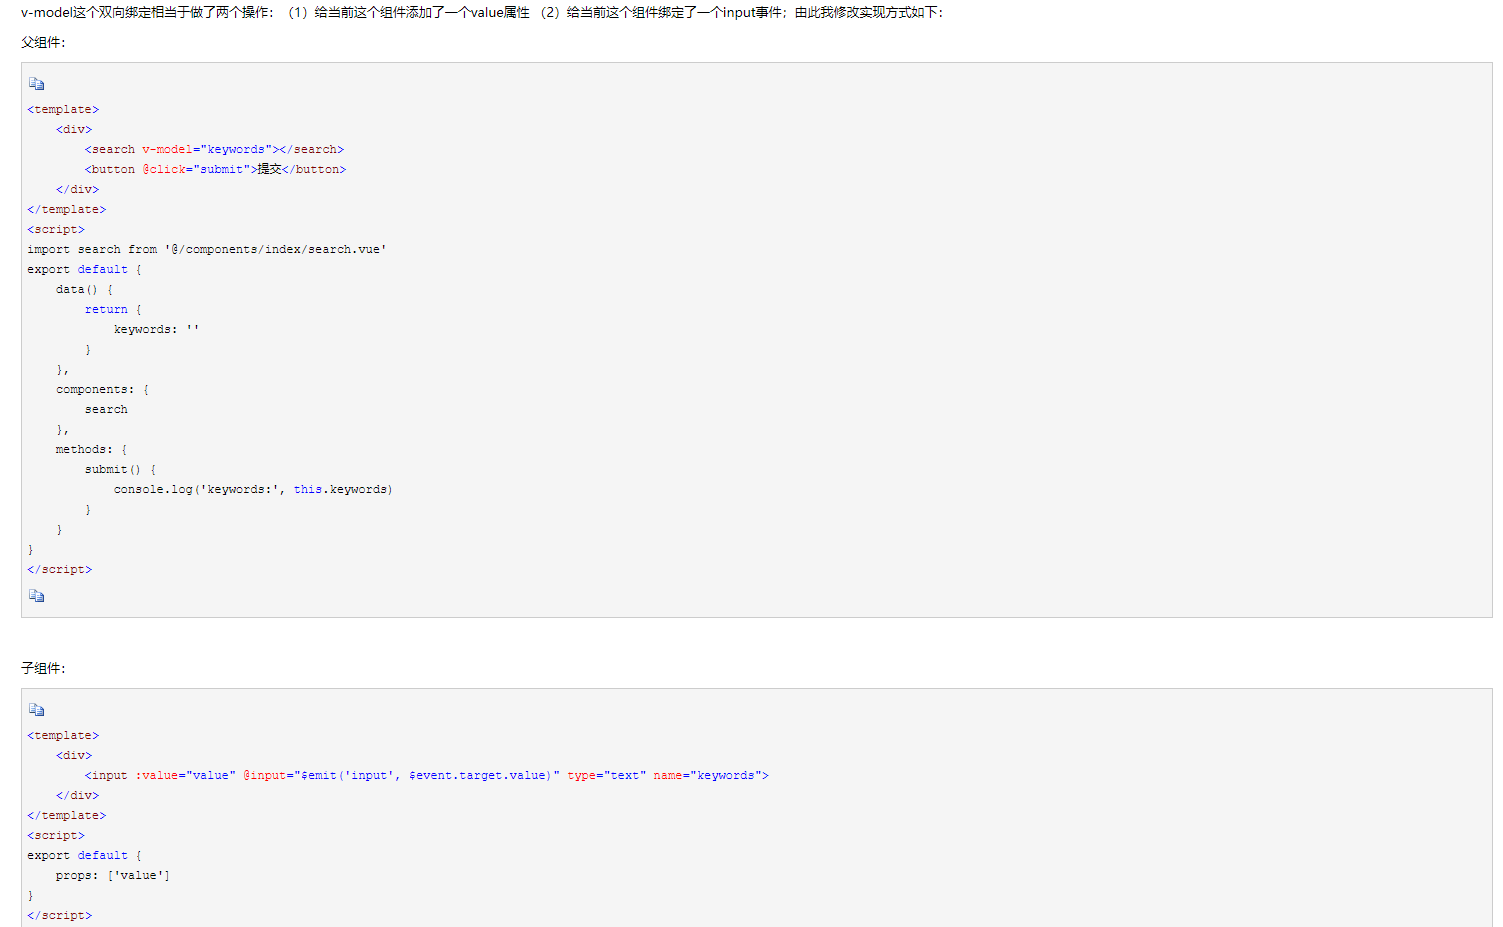 v-model这个双向绑定相当于做了两个操作：（1）给当前这个组件添加了一个value属性 （2）给当前这个组件绑定了一个input事件；由此我修改实现方式如下：
父组件：
<template>
    <div>
        <search v-model="keywords"></search>
        <button @click="submit">提交</button>
    </div>
</template>
<script>
import search from '@/components/index/search.vue'
export default {
    data() {
        return {
            keywords: ''
        }
    },
    components: {
        search
    },
    methods: {
        submit() {
            console.log('keywords:', this.keywords)
        }
    }
}
</script>
子组件：
<template>
    <div>
        <input :value="value" @input="$emit('input', $event.target.value)" type="text" name="keywords">
    </div>
</template>
<script>
export default {
    props: ['value']
}
</script>